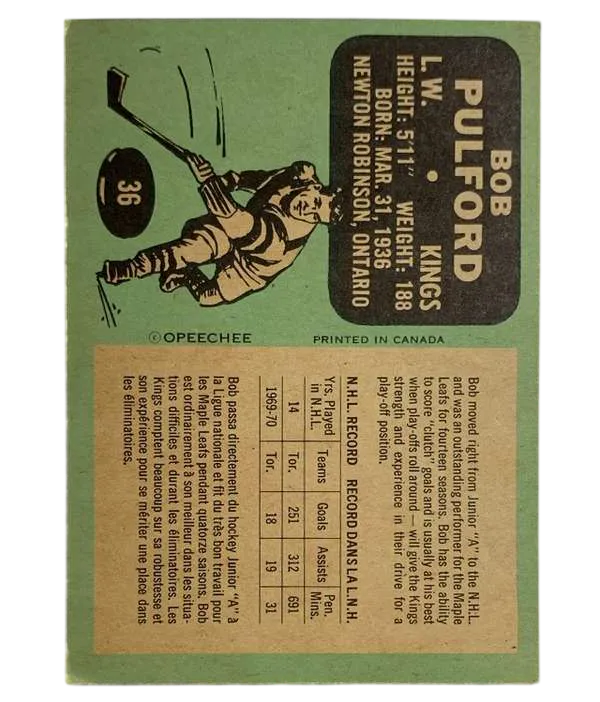 BOB
PULFORD
L. W. • KINGS
HEIGHT: 5'11" WEIGHT: 188
BORN: MAR. 31, 1936
NEWTON ROBINSON, ONTARIO
36
© OPEECHEE
PRINTED IN CANADA
Bob moved right from Junior "A" to the N.H.L.
and was an outstanding performer for the Maple
Leafs for fourteen seasons. Bob has the ability
to score "clutch" goals and is usually at his best
when play-offs roll around — will give the Kings
strength and experience in their drive for a
play-off position.
N.H.L. RECORD RECORD DANS LA L.N.H.
Yrs. Played in N.H.L. Teams Goals Assists Pen. Mins.
14 Tor. 251 312 691
1969-70 Tor. 18 19 31
Bob passa directement du hockey Junior "A" à
la Ligue nationale et fit du très bon travail pour
les Maple Leafs pendant quatorze saisons. Bob
est ordinairement à son meilleur dans les situa-
tions difficiles et durant les éliminatoires. Les
Kings comptent beaucoup sur sa robustesse et
son expérience pour se mériter une place dans
les éliminatoires.